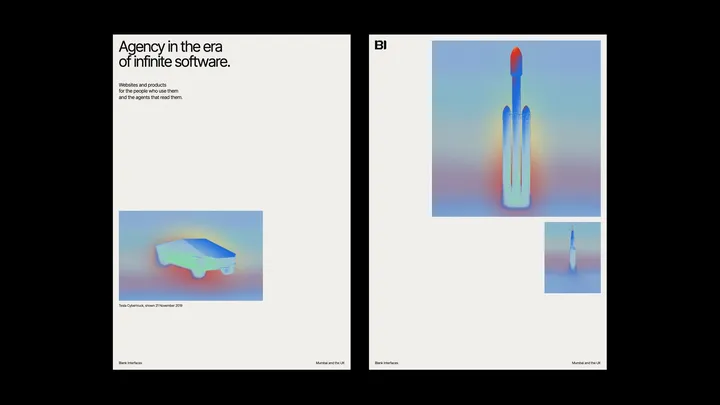 Agency in the era
of infinite software.
Websites and products
for the people who use them
and the agents that read them.
Tesla Cybertruck, shown 21 November 2019
Blank Interfaces
Mumbai and the UK
BI
Blank Interfaces
Mumbai and the UK